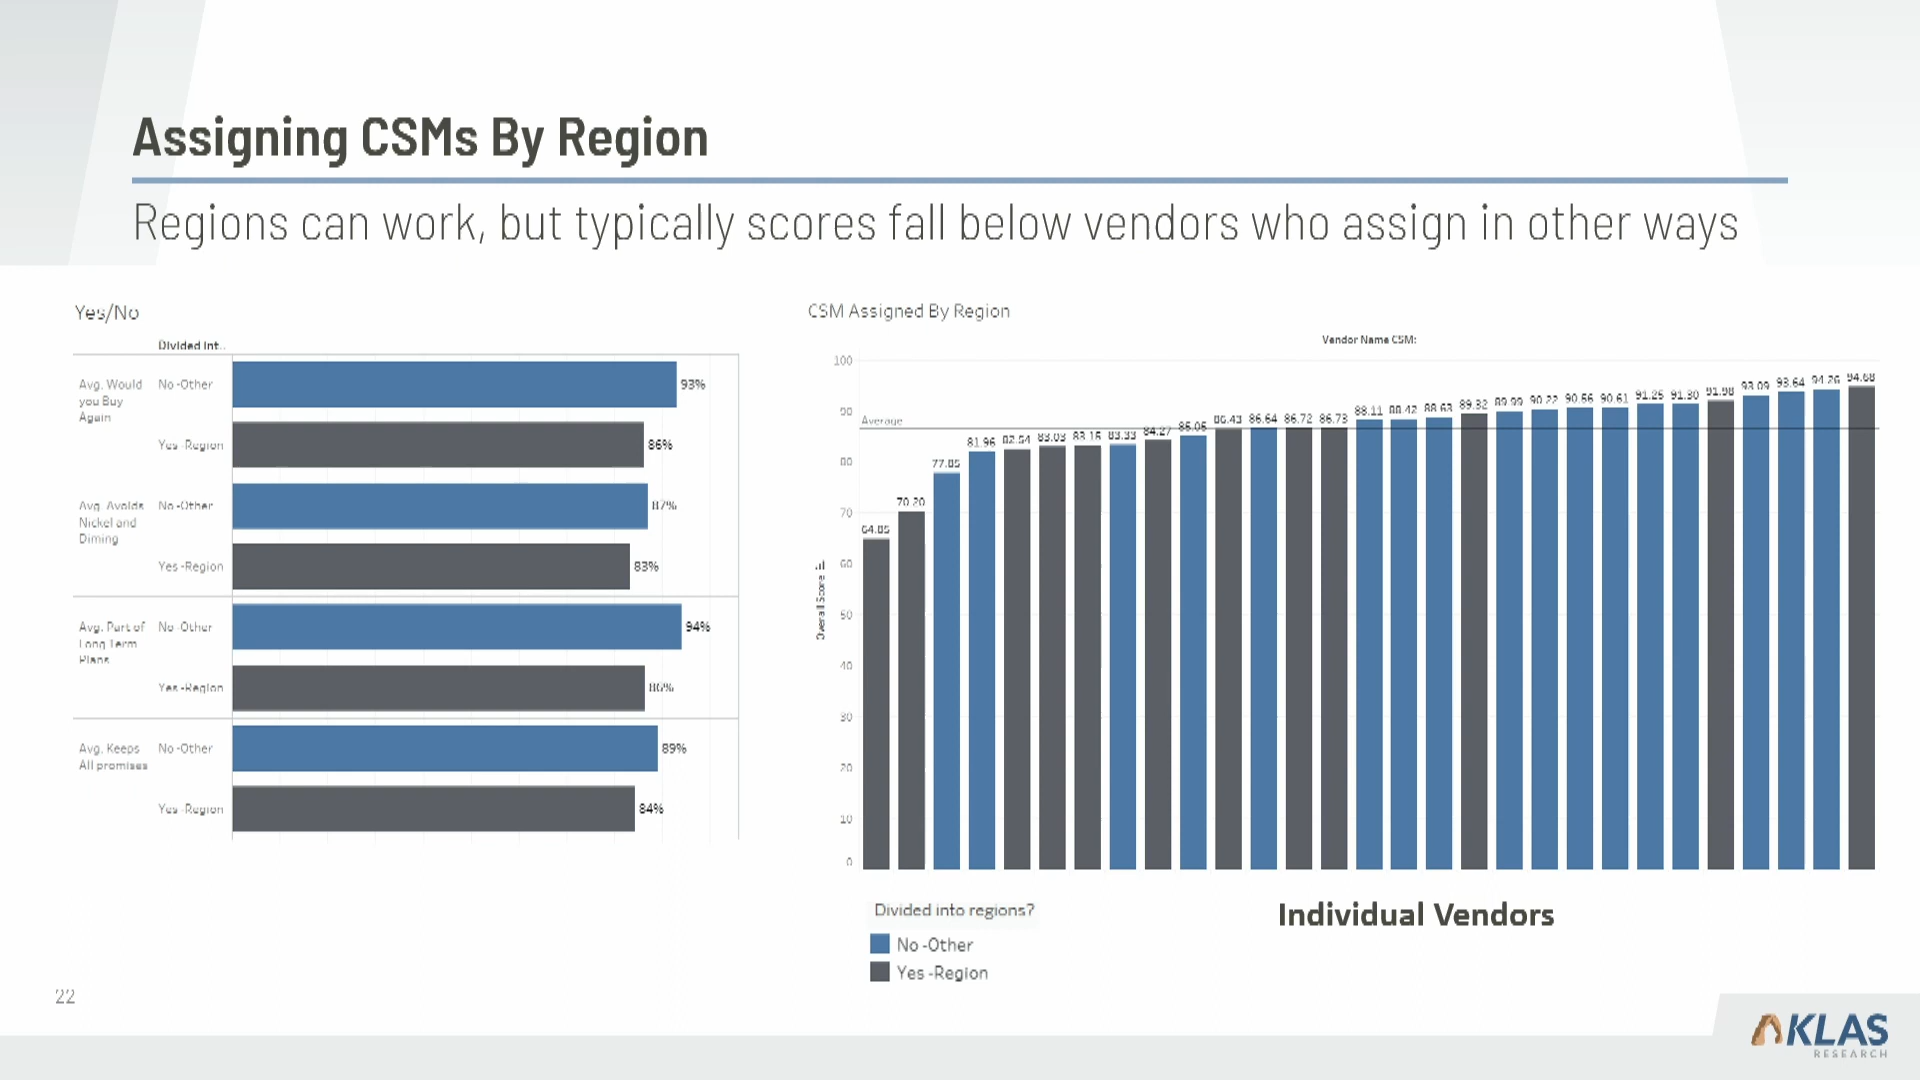 Assigning CSMs By Region
Regions can work, but typically scores fall below vendors who assign in other ways
Yes/No
Divided int..
Avg. Would
you Buy
Again
No -Other
93%
Yes -Region
86%
Avg. Avoids
Nickel and
Diming
No -Other
87%
Yes -Region
83%
Avg. Part of
Long Term
Plans
No -Other
94%
Yes -Region
86%
Avg. Keeps
All promises
No -Other
89%
Yes -Region
84%
CSM Assigned By Region
Vendor Name CSM:
100
90
80
70
60
50
40
30
20
10
0
Overall Score
Average
64.85
70.20
77.85
81.96
82.54
83.03
83.16
83.33
84.27
85.06
86.43
86.64
86.72
86.73
88.11
88.42
88.63
89.32
89.99
90.22
90.56
90.61
91.25
91.30
91.98
93.09
93.64
94.26
94.68
Divided into regions?
No -Other
Yes -Region
Individual Vendors
22
KLAS
RESEARCH